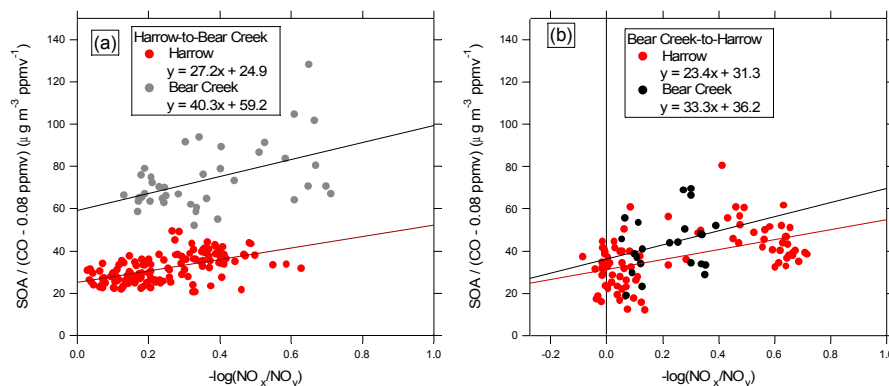 (a)
Harrow-to-Bear Creek
Harrow
y = 27.2x + 24.9
Bear Creek
y = 40.3x + 59.2
SOA / (CO - 0.08 ppmv) (μ g m⁻³ ppmv⁻¹)
140
120
100
80
60
40
20
0
0.0 0.2 0.4 0.6 0.8 1.0
-log(NOₓ/NOᵧ)
(b)
Bear Creek-to-Harrow
Harrow
y = 23.4x + 31.3
Bear Creek
y = 33.3x + 36.2
SOA / (CO - 0.08 ppmv) (μ g m⁻³ ppmv⁻¹)
140
120
100
80
60
40
20
0
-0.2 0.0 0.2 0.4 0.6 0.8 1.0
-log(NOₓ/NOᵧ)